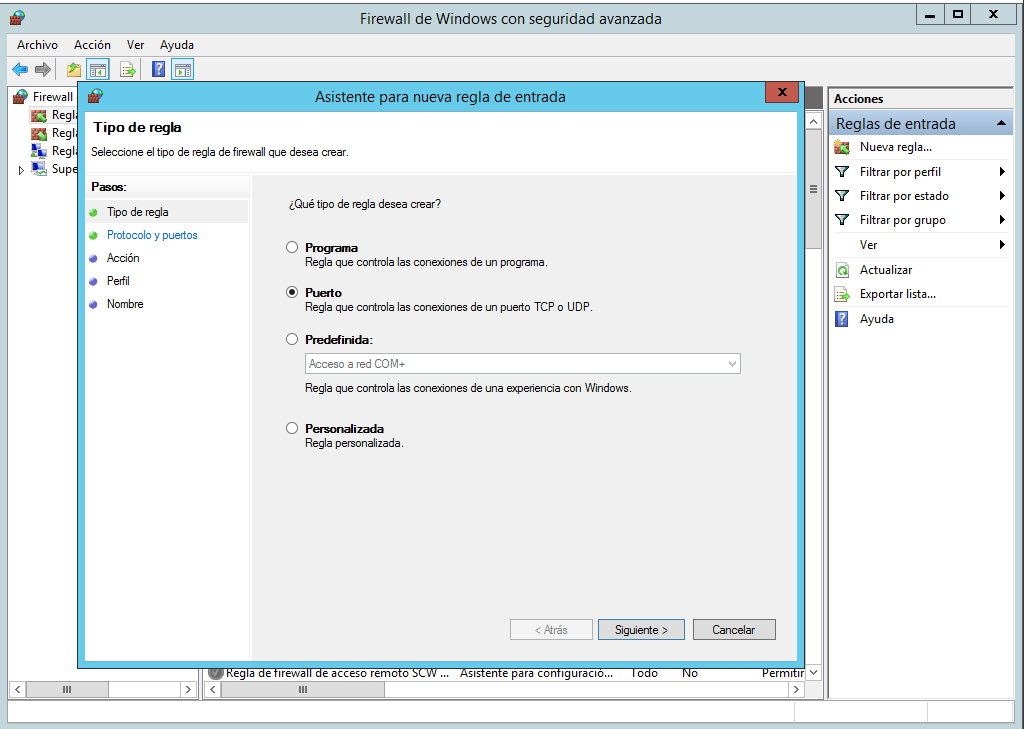 Firewall de Windows con seguridad avanzada
Archivo Acción Ver Ayuda
Firewall
Regla
Regla
Regla
Supe
Asistente para nueva regla de entrada
Tipo de regla
Seleccione el tipo de regla de firewall que desea crear.
Pasos:
Tipo de regla
Protocolo y puertos
Acción
Perfil
Nombre
¿Qué tipo de regla desea crear?
Programa
Regla que controla las conexiones de un programa.
Puerto
Regla que controla las conexiones de un puerto TCP o UDP.
Predefinida:
Acceso a red COM+
Regla que controla las conexiones de una experiencia con Windows.
Personalizada
Regla personalizada.
< Atrás Siguiente > Cancelar
Regla de firewall de acceso remoto SCW ... Asistente para configuració... Todo No Permitir
Acciones
Reglas de entrada
Nueva regla...
Filtrar por perfil
Filtrar por estado
Filtrar por grupo
Ver
Actualizar
Exportar lista...
Ayuda